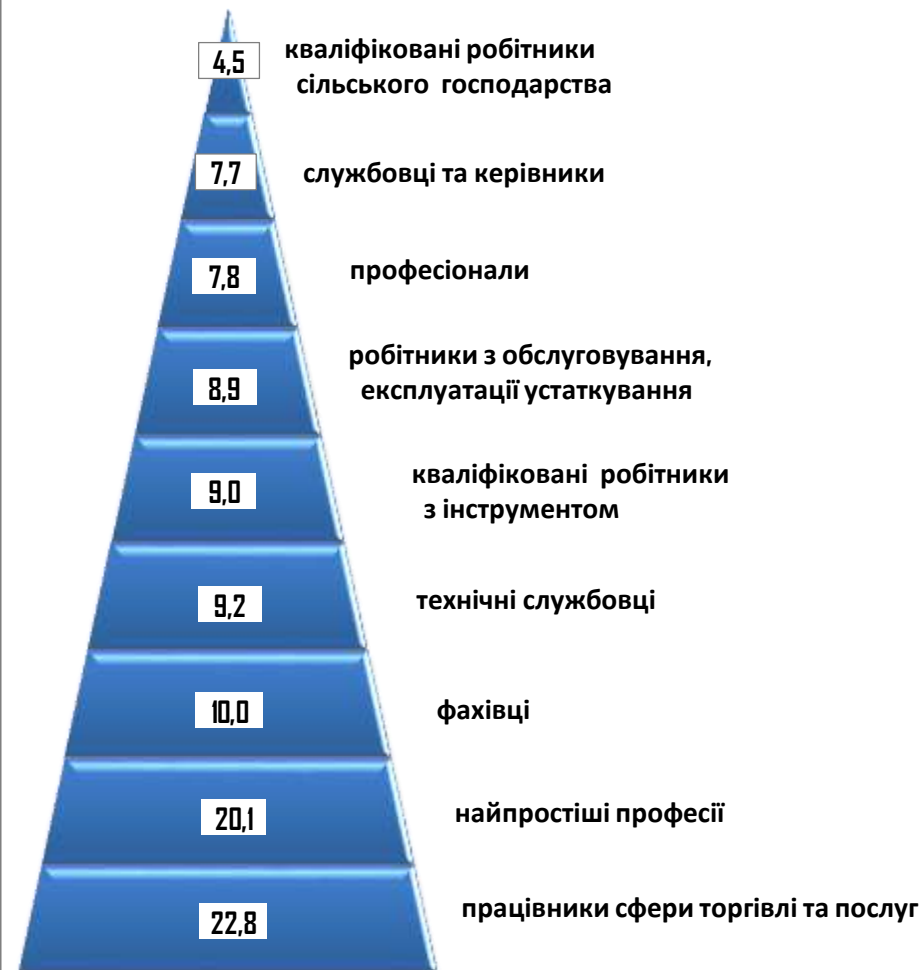 4,5
кваліфіковані робітники
сільського господарства
7,7
службовці та керівники
7,8
професіонали
8,9
робітники з обслуговування,
експлуатації устаткування
9,0
кваліфіковані робітники
з інструментом
9,2
технічні службовці
10,0
фахівці
20,1
найпростіші професії
22,8
працівники сфери торгівлі та послуг